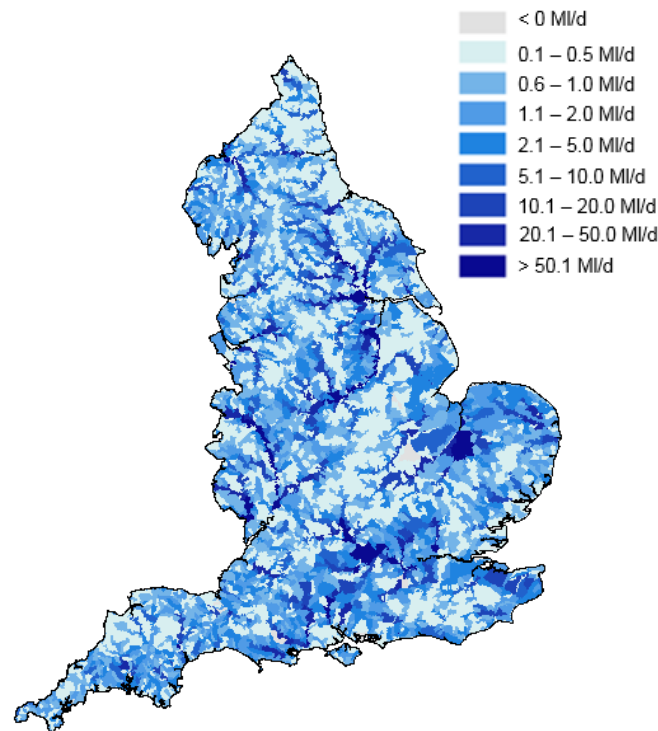 < 0 Ml/d
0.1 – 0.5 Ml/d
0.6 – 1.0 Ml/d
1.1 – 2.0 Ml/d
2.1 – 5.0 Ml/d
5.1 – 10.0 Ml/d
10.1 – 20.0 Ml/d
20.1 – 50.0 Ml/d
> 50.1 Ml/d